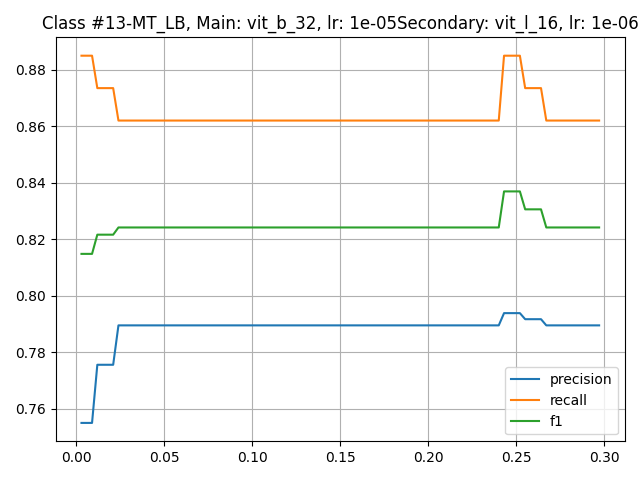 Class #13-MT_LB, Main: vit_b_32, lr: 1e-05Secondary: vit_l_16, lr: 1e-06
0.88
0.86
0.84
0.82
0.80
0.78
0.76
precision
recall
f1
0.00 0.05 0.10 0.15 0.20 0.25 0.30